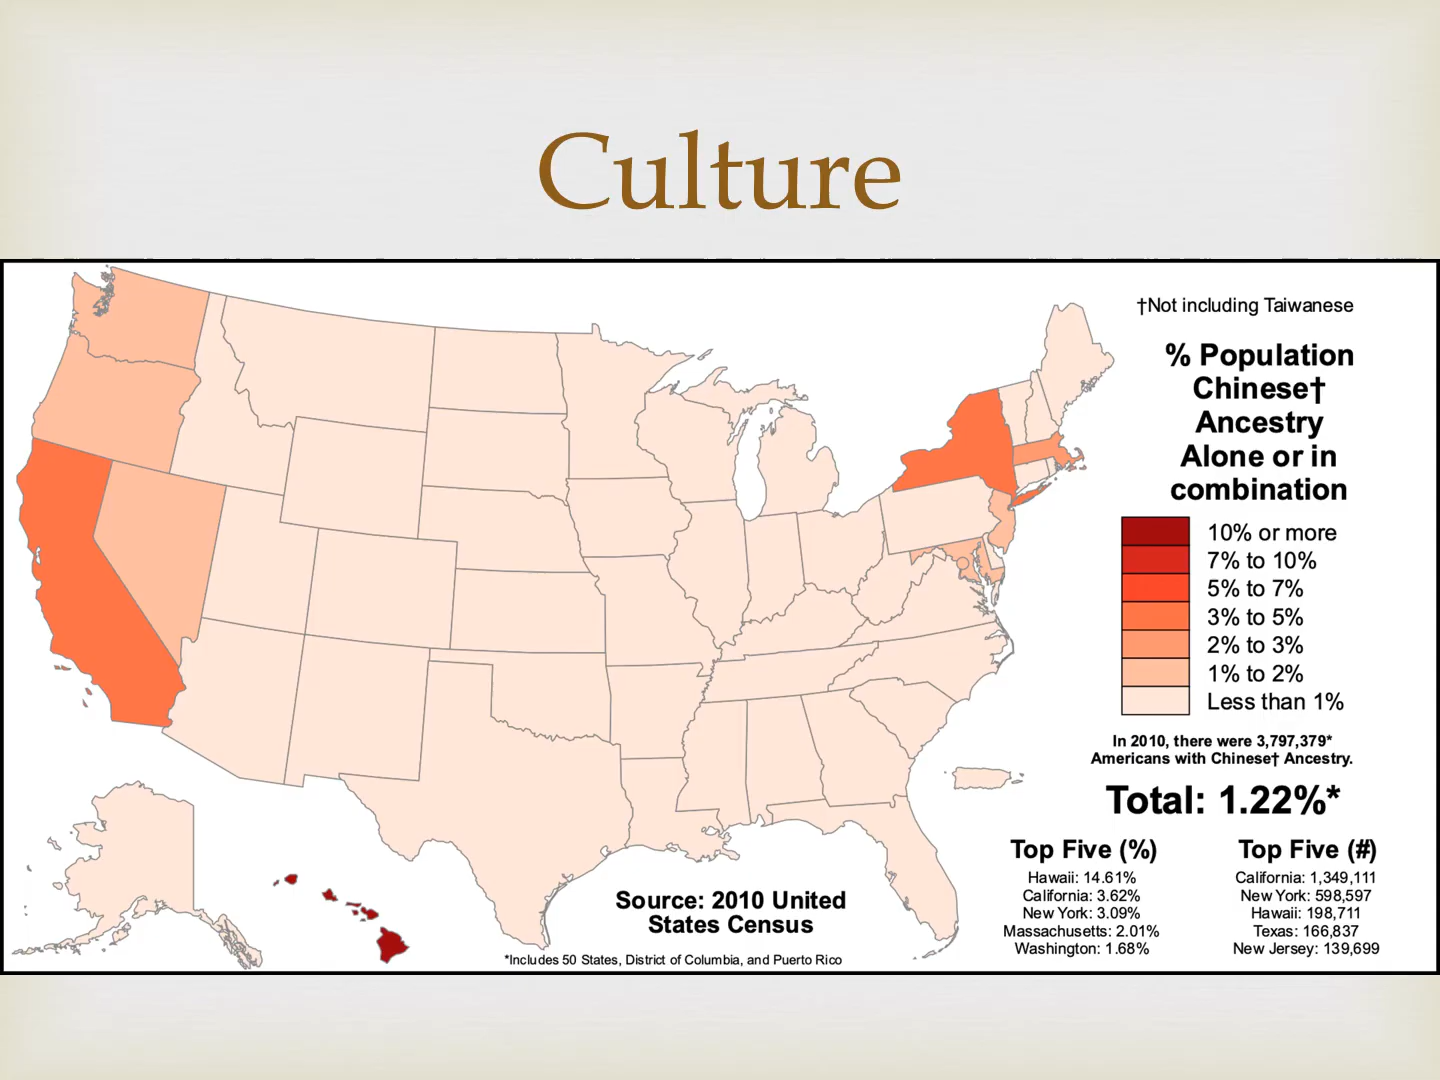 Culture
†Not including Taiwanese
% Population
Chinese†
Ancestry
Alone or in
combination
10% or more
7% to 10%
5% to 7%
3% to 5%
2% to 3%
1% to 2%
Less than 1%
In 2010, there were 3,797,379*
Americans with Chinese† Ancestry.
Total: 1.22%*
Top Five (%)
Hawaii: 14.61%
California: 3.62%
New York: 3.09%
Massachusetts: 2.01%
Washington: 1.68%
Top Five (#)
California: 1,349,111
New York: 598,597
Hawaii: 198,711
Texas: 166,837
New Jersey: 139,699
Source: 2010 United
States Census
*Includes 50 States, District of Columbia, and Puerto Rico